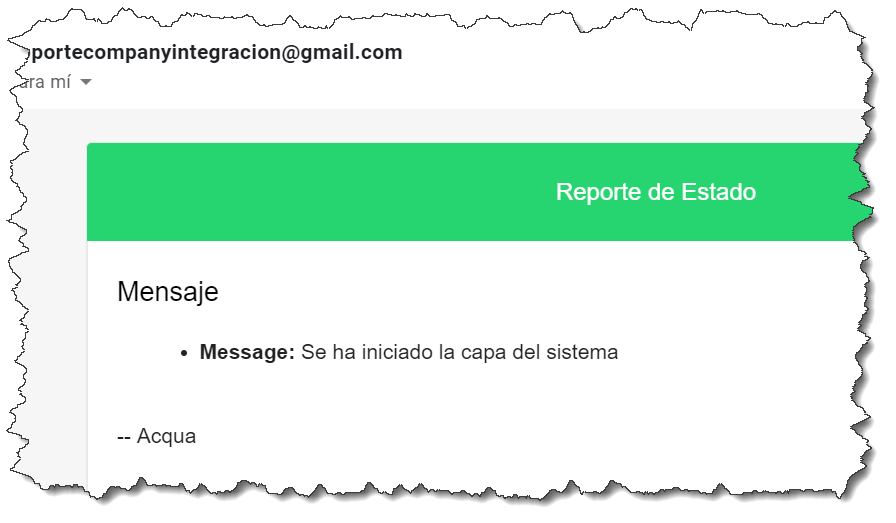 portecompanyintegracion@gmail.com
ara mí
Reporte de Estado
Mensaje
• Message: Se ha iniciado la capa del sistema
-- Acqua